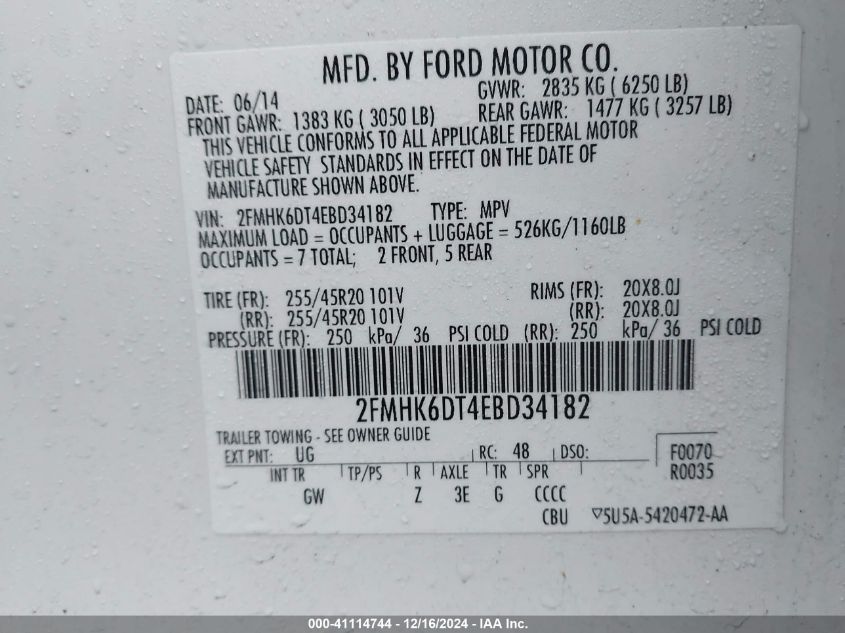 MFD. BY FORD MOTOR CO.
DATE: 06/14 GVWR: 2835 KG ( 6250 LB)
FRONT GAWR: 1383 KG ( 3050 LB) REAR GAWR: 1477 KG ( 3257 LB)
THIS VEHICLE CONFORMS TO ALL APPLICABLE FEDERAL MOTOR
VEHICLE SAFETY STANDARDS IN EFFECT ON THE DATE OF
MANUFACTURE SHOWN ABOVE.
VIN: 2FMHK6DT4EBD34182 TYPE: MPV
MAXIMUM LOAD = OCCUPANTS + LUGGAGE = 526KG/1160LB
OCCUPANTS = 7 TOTAL; 2 FRONT, 5 REAR
TIRE (FR): 255/45R20 101V RIMS (FR): 20X8.0J
(RR): 255/45R20 101V (RR): 20X8.0J
PRESSURE (FR): 250 kPa/ 36 PSI COLD (RR): 250 kPa/ 36 PSI COLD
2FMHK6DT4EBD34182
TRAILER TOWING - SEE OWNER GUIDE
EXT PNT: UG RC: 48 DSO: F0070
R0035
INT TR TP/PS R AXLE TR SPR
GW Z 3E G CCCC
CBU ▽5U5A-5420472-AA
000-41114744 - 12/16/2024 - IAA Inc.